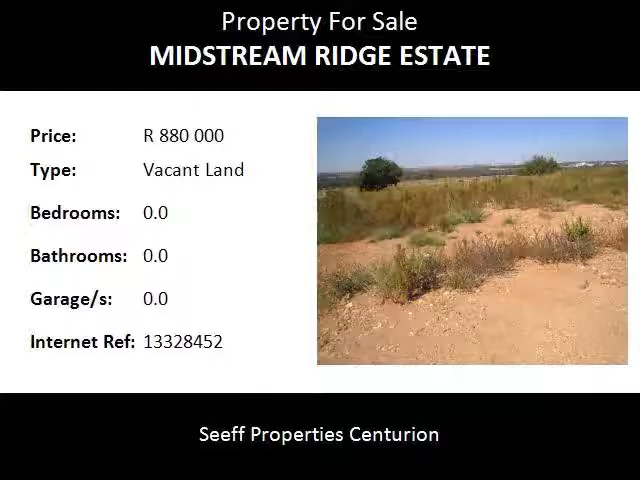 Property For Sale
MIDSTREAM RIDGE ESTATE
Price: R 880 000
Type: Vacant Land
Bedrooms: 0.0
Bathrooms: 0.0
Garage/s: 0.0
Internet Ref: 13328452
Seeff Properties Centurion